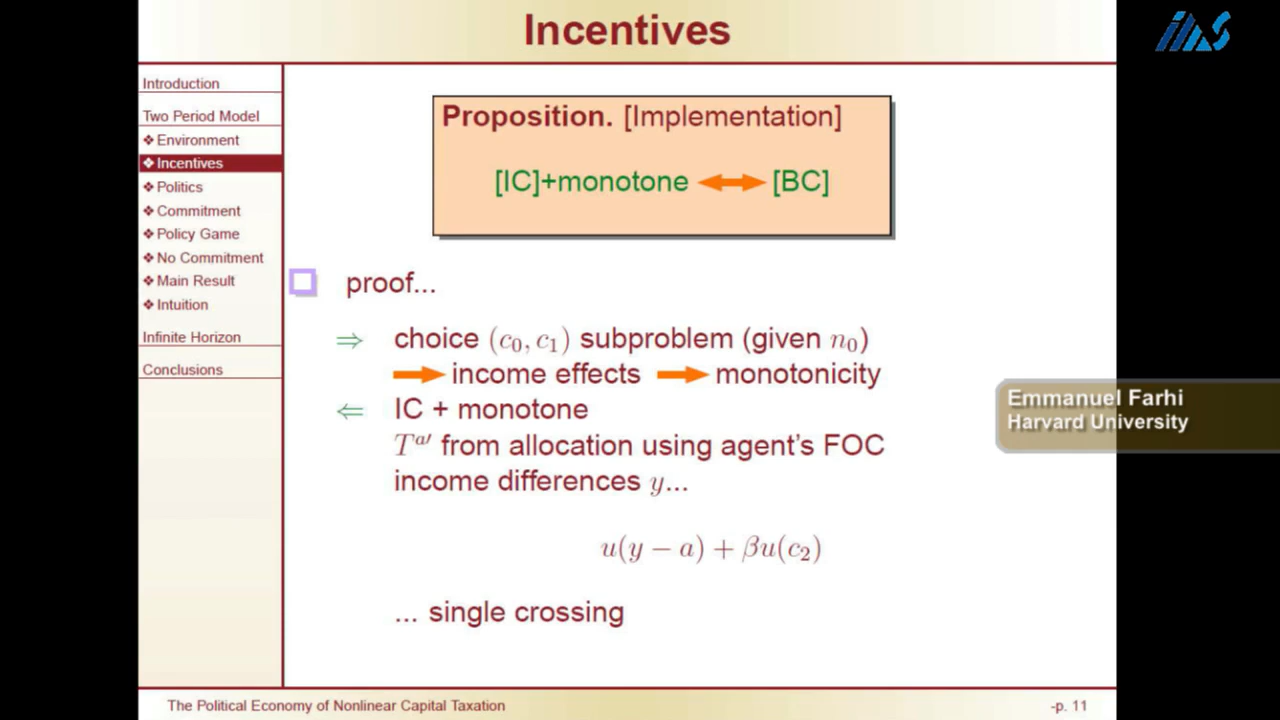 Incentives
Introduction
Two Period Model
❖ Environment
❖ Incentives
❖ Politics
❖ Commitment
❖ Policy Game
❖ No Commitment
❖ Main Result
❖ Intuition
Infinite Horizon
Conclusions
Proposition. [Implementation]
[IC]+monotone ↔ [BC]
proof...
⇒ choice (c₀, c₁) subproblem (given n₀)
➡ income effects ➡ monotonicity
⇐ IC + monotone
Tᵃ′ from allocation using agent's FOC
income differences y...
u(y − a) + βu(c₂)
... single crossing
Emmanuel Farhi
Harvard University
The Political Economy of Nonlinear Capital Taxation
-p. 11